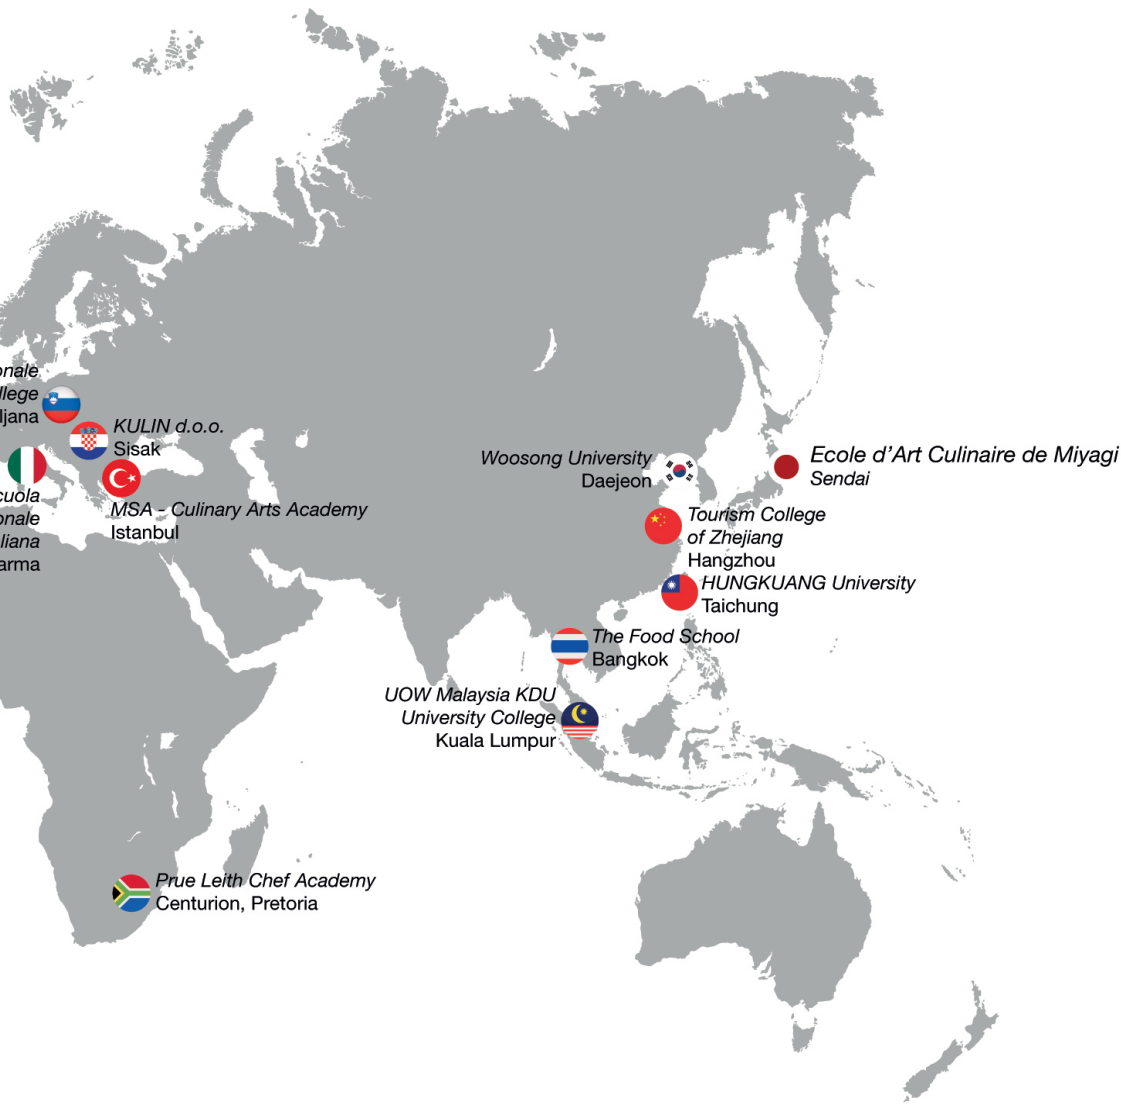 onale
llege
ljana
KULIN d.o.o.
Sisak
cuola
onale
liana
arma
MSA - Culinary Arts Academy
Istanbul
Woosong University
Daejeon
Ecole d’Art Culinaire de Miyagi
Sendai
Tourism College
of Zhejiang
Hangzhou
HUNGKUANG University
Taichung
The Food School
Bangkok
UOW Malaysia KDU
University College
Kuala Lumpur
Prue Leith Chef Academy
Centurion, Pretoria